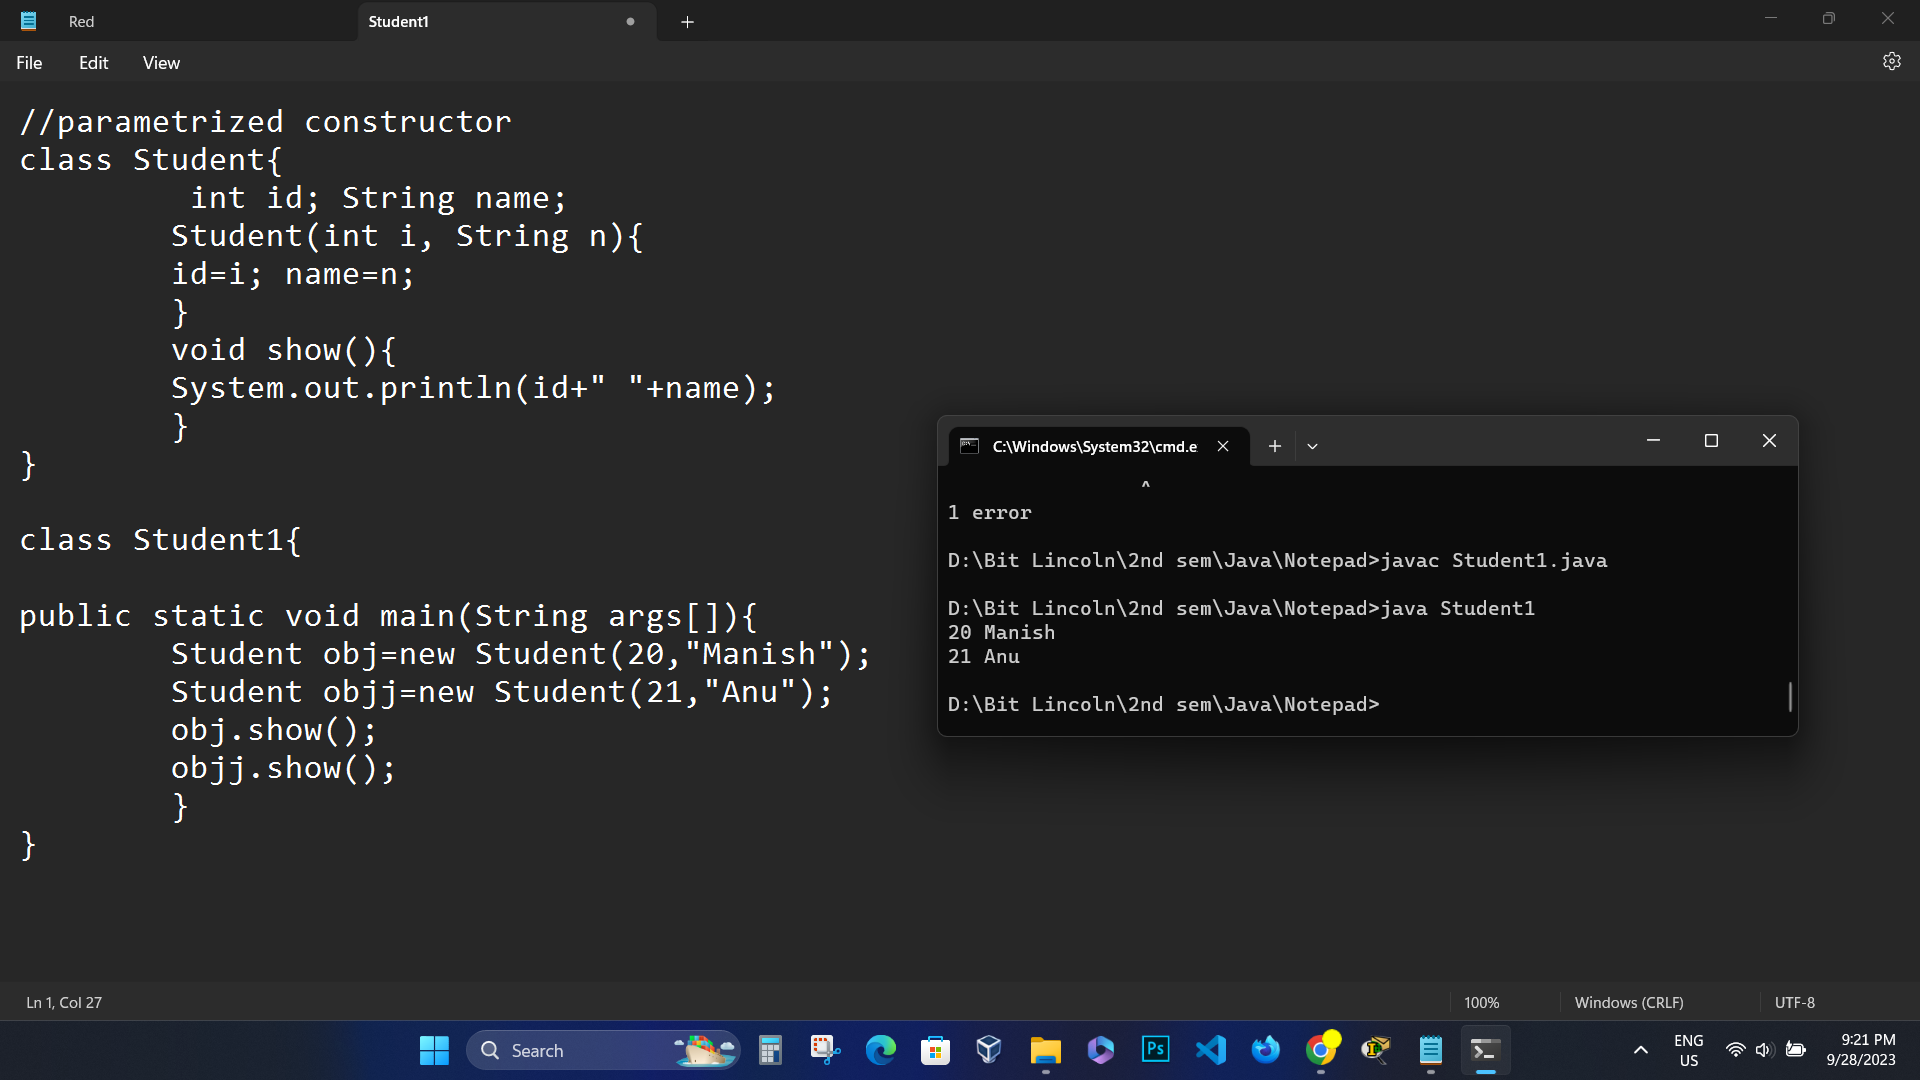 Red
Student1
File Edit View
//parametrized constructor
class Student{
int id; String name;
Student(int i, String n){
id=i; name=n;
}
void show(){
System.out.println(id+" "+name);
}
}
class Student1{
public static void main(String args[]){
Student obj=new Student(20,"Manish");
Student objj=new Student(21,"Anu");
obj.show();
objj.show();
}
}
C:\Windows\System32\cmd.e
^
1 error
D:\Bit Lincoln\2nd sem\Java\Notepad>javac Student1.java
D:\Bit Lincoln\2nd sem\Java\Notepad>java Student1
20 Manish
21 Anu
D:\Bit Lincoln\2nd sem\Java\Notepad>
Ln 1, Col 27
100%
Windows (CRLF)
UTF-8
Search
Ps
ENG
US
9:21 PM
9/28/2023